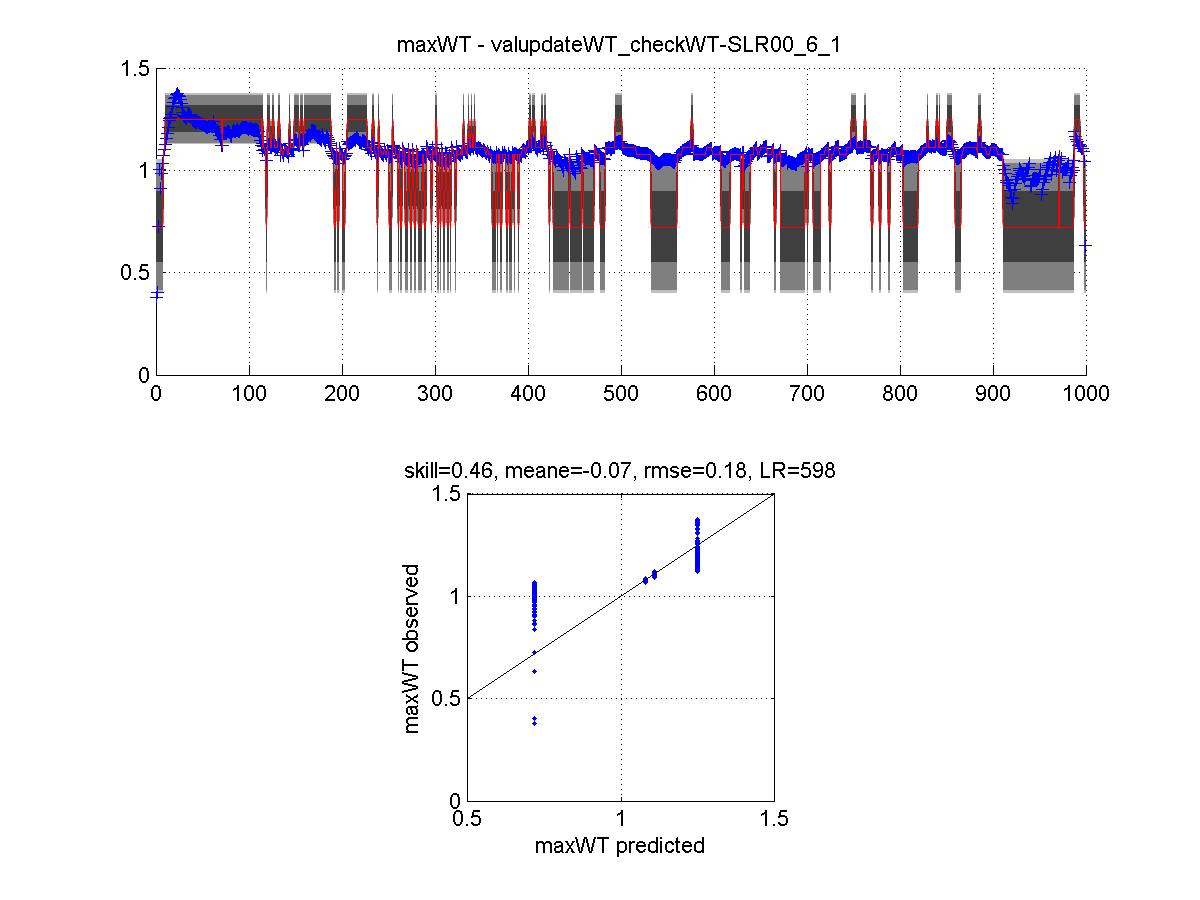 maxWT - valupdateWT_checkWT-SLR00_6_1
1.5
1
0.5
0
0 100 200 300 400 500 600 700 800 900 1000
skill=0.46, meane=-0.07, rmse=0.18, LR=598
1.5
1
0.5
0
maxWT observed
0.5 1 1.5
maxWT predicted